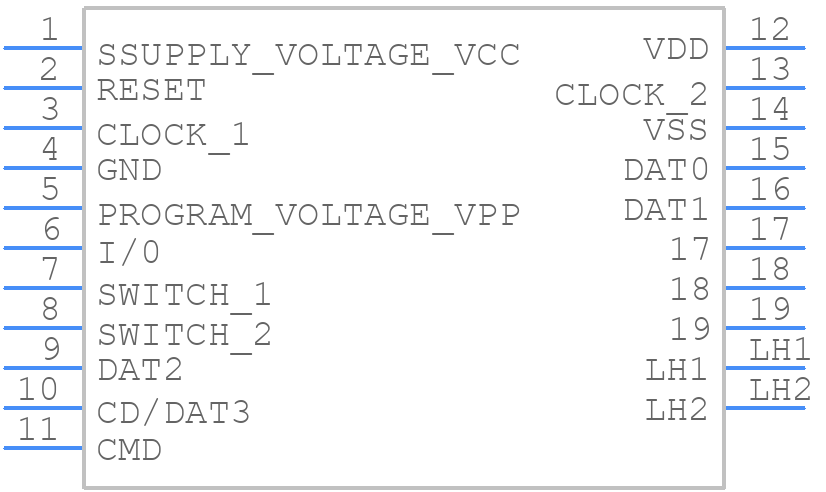 1 SSUPPLY_VOLTAGE_VCC VDD 12
2 RESET CLOCK_2 13
3 CLOCK_1 VSS 14
4 GND DAT0 15
5 PROGRAM_VOLTAGE_VPP DAT1 16
6 I/0 17 17
7 SWITCH_1 18 18
8 SWITCH_2 19 19
9 DAT2 LH1 LH1
10 CD/DAT3 LH2 LH2
11 CMD